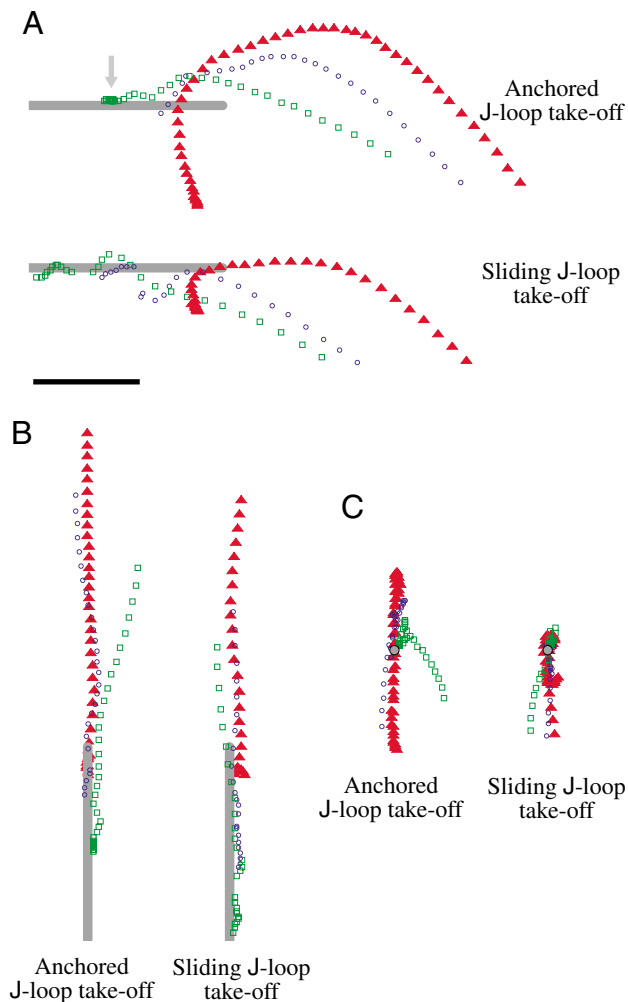 A
Anchored
J-loop take-off
Sliding J-loop
take-off
B
C
Anchored
J-loop take-off
Sliding J-loop
take-off
Anchored
J-loop take-off
Sliding J-loop
take-off